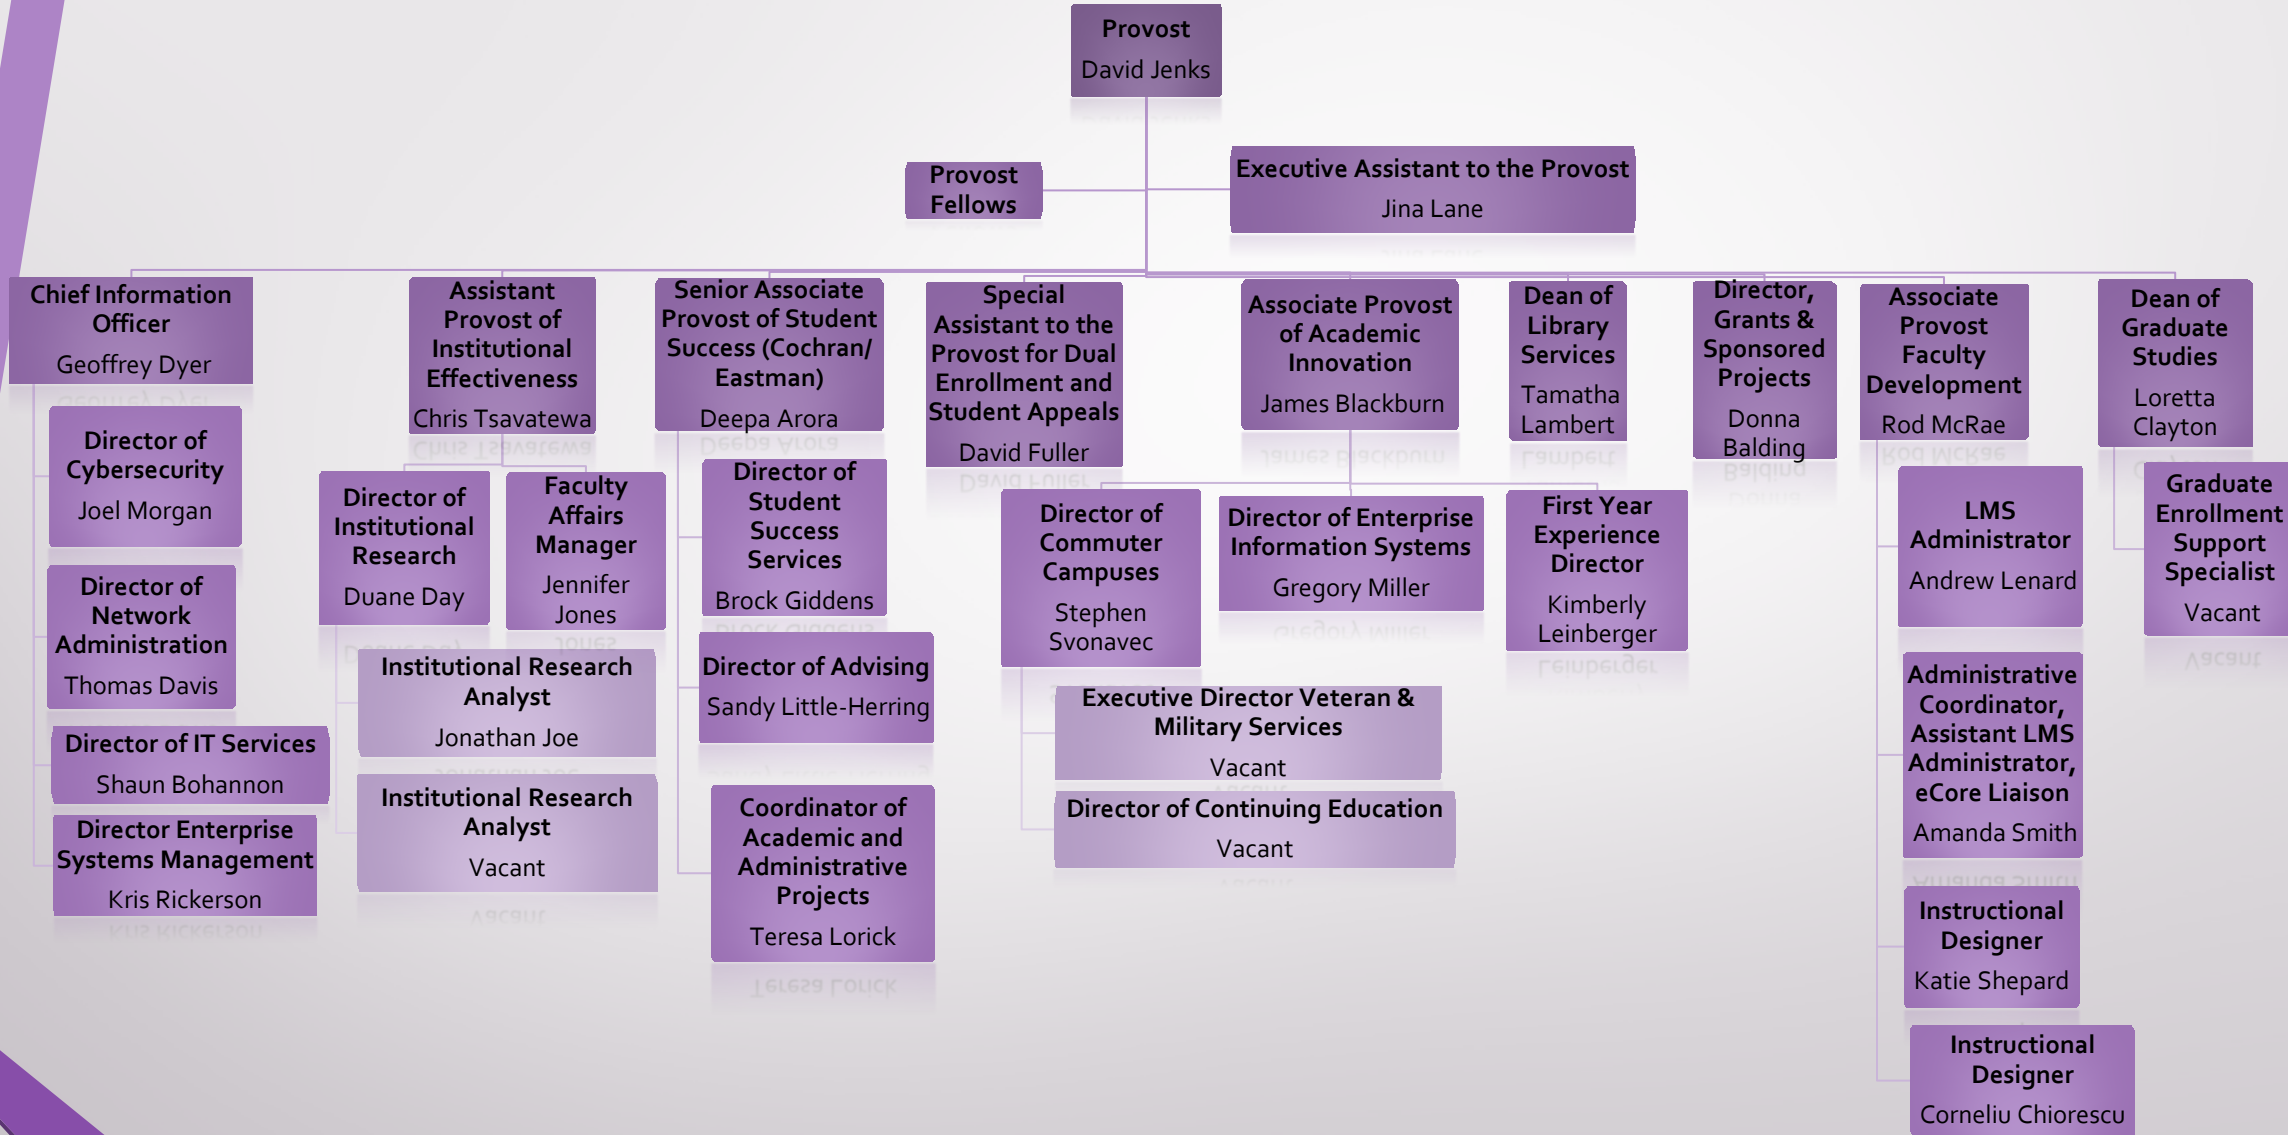 Provost
David Jenks
Provost
Fellows
Executive Assistant to the Provost
Jina Lane
Chief Information
Officer
Geoffrey Dyer
Director of
Cybersecurity
Joel Morgan
Director of
Network
Administration
Thomas Davis
Director of IT Services
Shaun Bohannon
Director Enterprise
Systems Management
Kris Rickerson
Assistant
Provost of
Institutional
Effectiveness
Chris Tsavatewa
Director of
Institutional
Research
Duane Day
Institutional Research
Analyst
Jonathan Joe
Institutional Research
Analyst
Vacant
Faculty
Affairs
Manager
Jennifer
Jones
Senior Associate
Provost of Student
Success (Cochran/
Eastman)
Deepa Arora
Director of
Student
Success
Services
Brock Giddens
Director of Advising
Sandy Little-Herring
Coordinator of
Academic and
Administrative
Projects
Teresa Lorick
Special
Assistant to the
Provost for Dual
Enrollment and
Student Appeals
David Fuller
Associate Provost
of Academic
Innovation
James Blackburn
Director of
Commuter
Campuses
Stephen
Svonavec
Executive Director Veteran &
Military Services
Vacant
Director of Continuing Education
Vacant
Director of Enterprise
Information Systems
Gregory Miller
First Year
Experience
Director
Kimberly
Leinberger
Dean of
Library
Services
Tamatha
Lambert
Director,
Grants &
Sponsored
Projects
Donna
Balding
Associate
Provost
Faculty
Development
Rod McRae
LMS
Administrator
Andrew Lenard
Administrative
Coordinator,
Assistant LMS
Administrator,
eCore Liaison
Amanda Smith
Instructional
Designer
Katie Shepard
Instructional
Designer
Corneliu Chiorescu
Dean of
Graduate
Studies
Loretta
Clayton
Graduate
Enrollment
Support
Specialist
Vacant